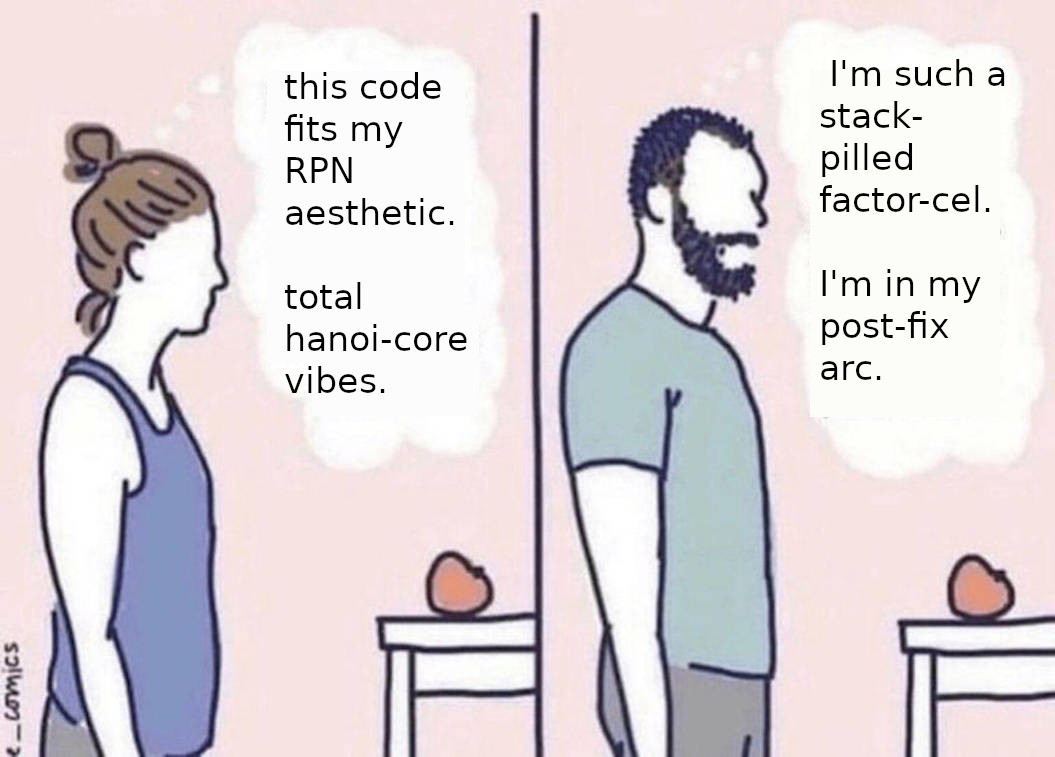 this code
fits my
RPN
aesthetic.
total
hanoi-core
vibes.
I'm such a
stack-
pilled
factor-cel.
I'm in my
post-fix
arc.
e_comics